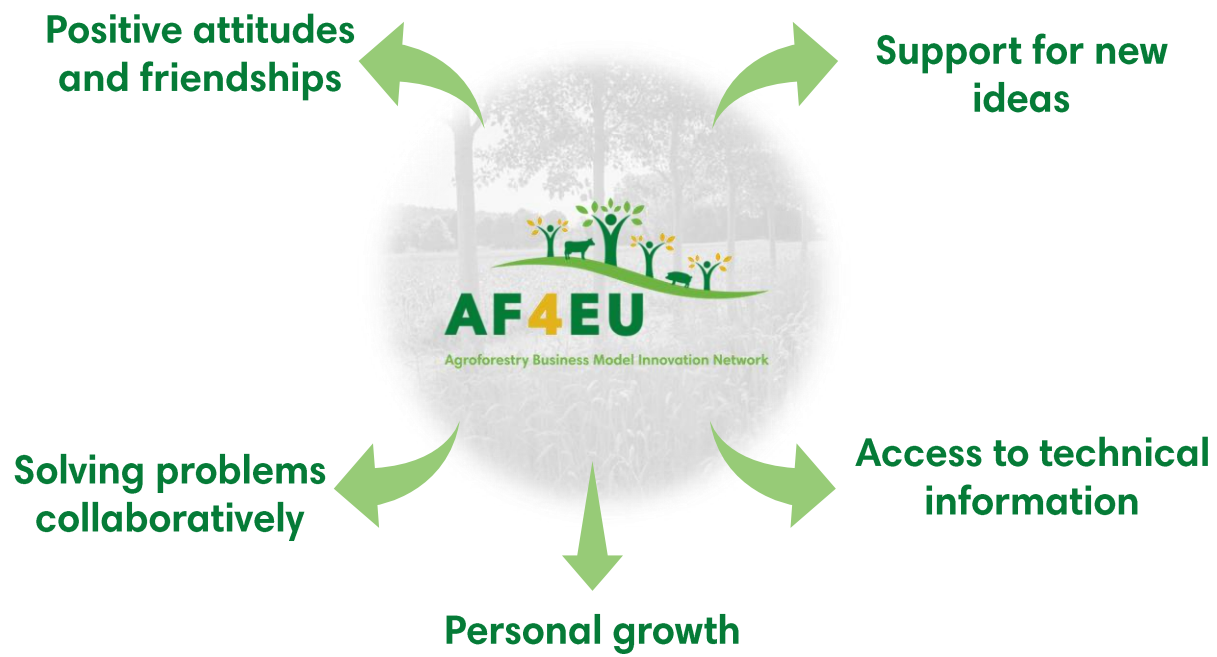 Positive attitudes
and friendships
Support for new
ideas
AF4EU
Agroforestry Business Model Innovation Network
Solving problems
collaboratively
Access to technical
information
Personal growth